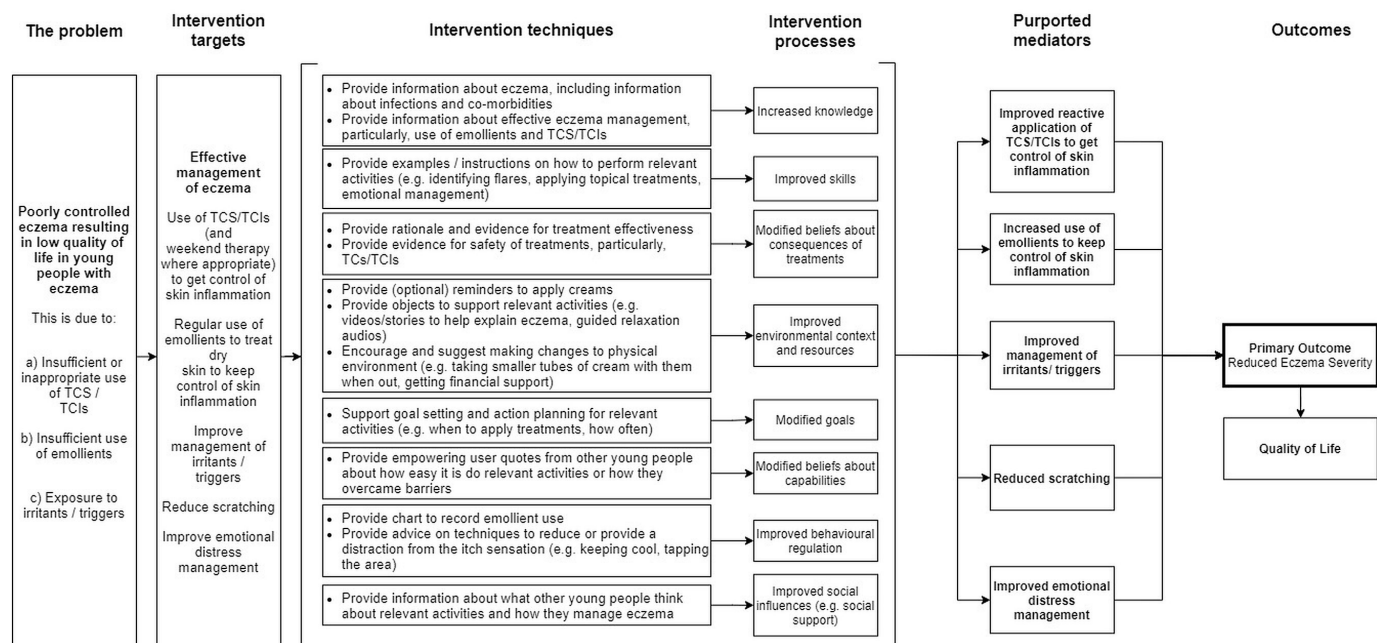 The problem
Intervention
targets
Intervention techniques
Intervention
processes
Purported
mediators
Outcomes
Poorly controlled
eczema resulting
in low quality of
life in young
people with
eczema
This is due to:
a) Insufficient or
inappropriate use
of TCS /
TCIs
b) Insufficient use
of emollients
c) Exposure to
irritants / triggers
Effective
management
of eczema
Use of TCS/TCIs
(and
weekend therapy
where appropriate)
to get control of
skin inflammation
Regular use of
emollients to treat
dry
skin to keep
control of skin
inflammation
Improve
management of
irritants /
triggers
Reduce scratching
Improve emotional
distress
management
• Provide information about eczema, including information
about infections and co-morbidities
• Provide information about effective eczema management,
particularly, use of emollients and TCS/TCIs
Increased knowledge
• Provide examples / instructions on how to perform relevant
activities (e.g. identifying flares, applying topical treatments,
emotional management)
Improved skills
• Provide rationale and evidence for treatment effectiveness
• Provide evidence for safety of treatments, particularly,
TCs/TCIs
Modified beliefs about
consequences of
treatments
• Provide (optional) reminders to apply creams
• Provide objects to support relevant activities (e.g.
videos/stories to help explain eczema, guided relaxation
audios)
• Encourage and suggest making changes to physical
environment (e.g. taking smaller tubes of cream with them
when out, getting financial support)
Improved
environmental context
and resources
• Support goal setting and action planning for relevant
activities (e.g. when to apply treatments, how often)
Modified goals
• Provide empowering user quotes from other young people
about how easy it is do relevant activities or how they
overcame barriers
Modified beliefs about
capabilities
• Provide chart to record emollient use
• Provide advice on techniques to reduce or provide a
distraction from the itch sensation (e.g. keeping cool, tapping
the area)
Improved behavioural
regulation
• Provide information about what other young people think
about relevant activities and how they manage eczema
Improved social
influences (e.g. social
support)
Improved reactive
application of
TCS/TCIs to get
control of skin
inflammation
Increased use of
emollients to keep
control of skin
inflammation
Improved
management of
irritants/ triggers
Reduced scratching
Improved emotional
distress
management
Primary Outcome
Reduced Eczema Severity
Quality of Life